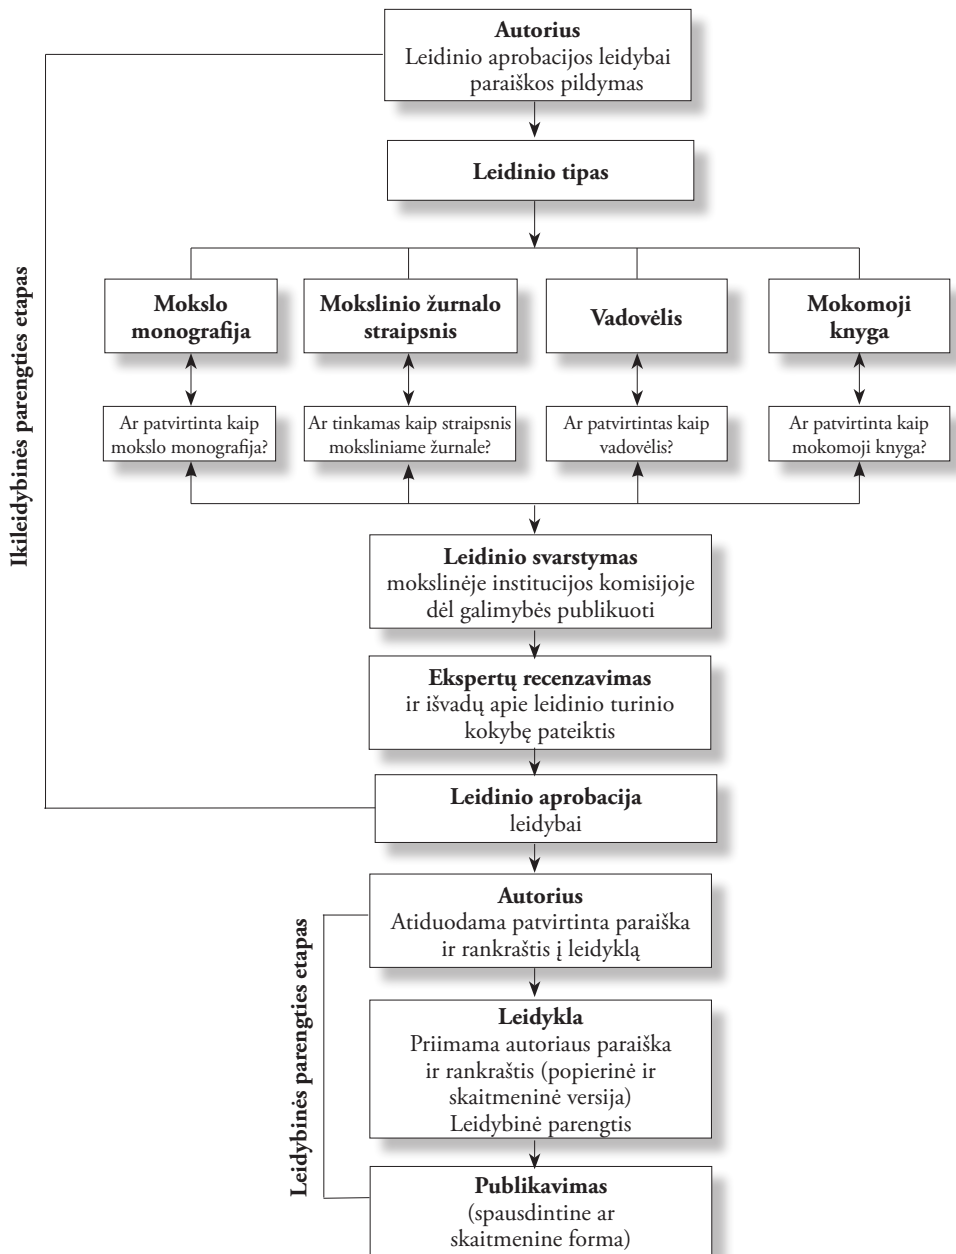 Autorius
Leidinio aprobacijos leidybai
paraiškos pildymas
Leidinio tipas
Ikileidybinės parengties etapas
Mokslo
monografija
Mokslinio žurnalo
straipsnis
Vadovėlis
Mokomoji
knyga
Ar patvirtinta kaip
mokslo monografija?
Ar tinkamas kaip straipsnis
moksliniame žurnale?
Ar patvirtintas kaip
vadovėlis?
Ar patvirtinta kaip
mokomoji knyga?
Leidinio svarstymas
mokslinėje institucijos komisijoje
dėl galimybės publikuoti
Ekspertų recenzavimas
ir išvadų apie leidinio turinio
kokybę pateiktis
Leidinio aprobacija
leidybai
Leidybinės parengties etapas
Autorius
Atiduodama patvirtinta paraiška
ir rankraštis į leidyklą
Leidykla
Priimama autoriaus paraiška
ir rankraštis (popierinė ir
skaitmeninė versija)
Leidybinė parengtis
Publikavimas
(spausdintine ar
skaitmenine forma)